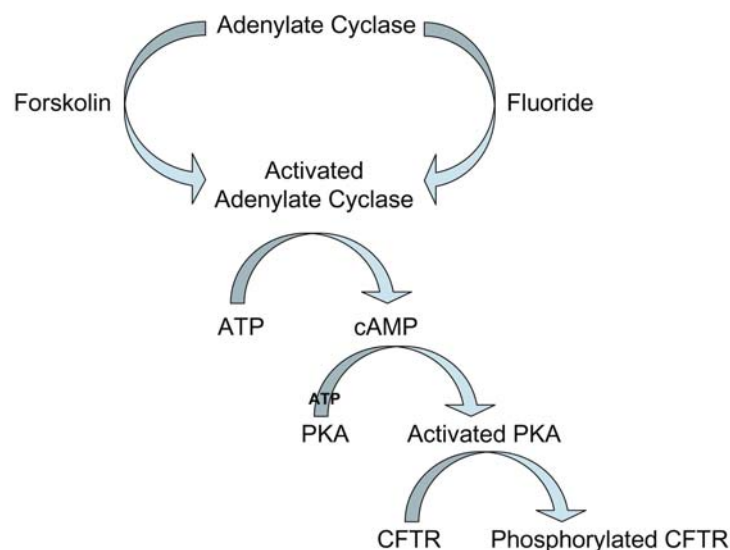 Adenylate Cyclase
Forskolin
Fluoride
Activated
Adenylate Cyclase
ATP
cAMP
ATP
PKA
Activated PKA
CFTR
Phosphorylated CFTR